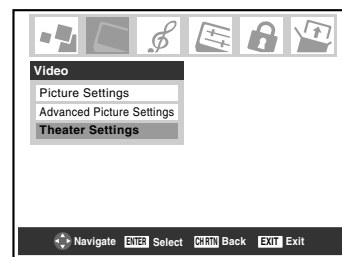 Video
Picture Settings
Advanced Picture Settings
Theater Settings
Navigate ENTER Select CH RTN Back EXIT Exit